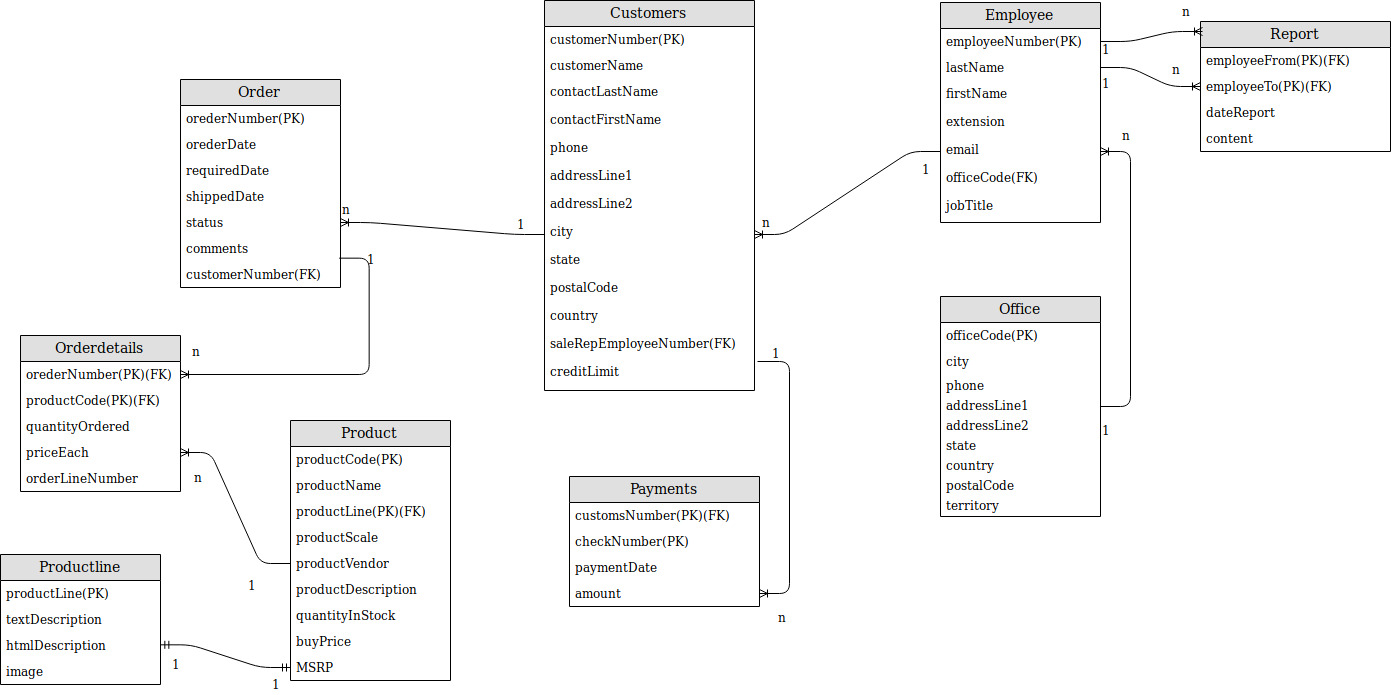 Customers
customerNumber(PK)
customerName
contactLastName
contactFirstName
phone
addressLine1
addressLine2
city
state
postalCode
country
saleRepEmployeeNumber(FK)
creditLimit
Employee
employeeNumber(PK)
lastName
firstName
extension
email
officeCode(FK)
jobTitle
n
1
n
1
Report
employeeFrom(PK)(FK)
employeeTo(PK)(FK)
dateReport
content
Order
orederNumber(PK)
orederDate
requiredDate
shippedDate
status
comments
customerNumber(FK)
n
1
n
1
n
1
Office
officeCode(PK)
city
phone
addressLine1
addressLine2
state
country
postalCode
territory
1
n
Orderdetails
orederNumber(PK)(FK)
productCode(PK)(FK)
quantityOrdered
priceEach
orderLineNumber
n
1
Product
productCode(PK)
productName
productLine(PK)(FK)
productScale
productVendor
productDescription
quantityInStock
buyPrice
MSRP
1
n
Payments
customsNumber(PK)(FK)
checkNumber(PK)
paymentDate
amount
Productline
productLine(PK)
textDescription
htmlDescription
image
1
1